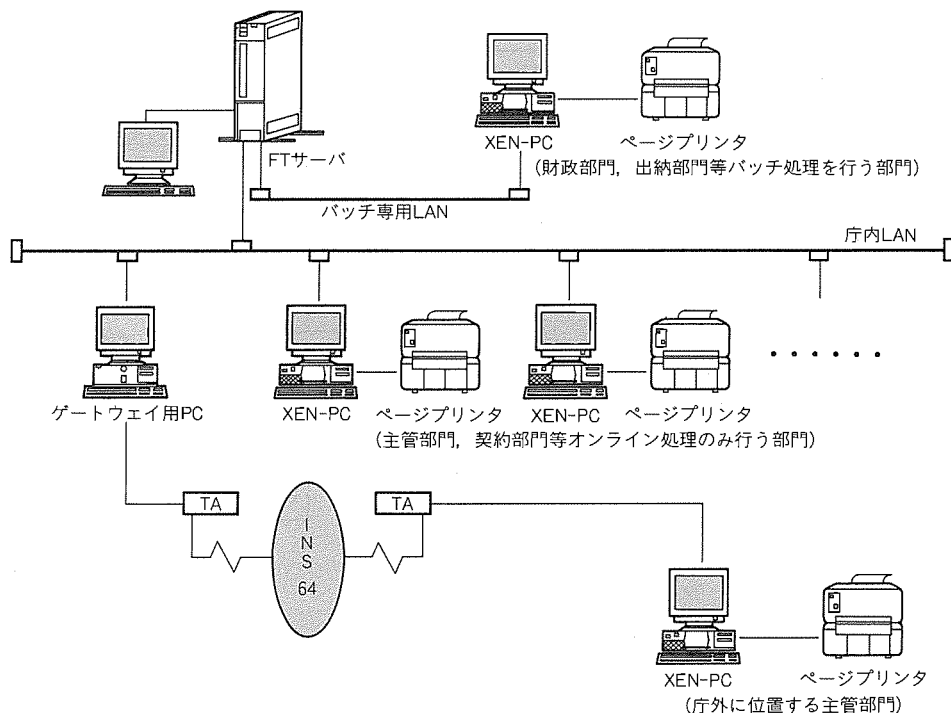 FTサーバ
XEN-PC
ページプリンタ
(財政部門,出納部門等バッチ処理を行う部門)
バッチ専用LAN
庁内LAN
ゲートウェイ用PC
XEN-PC
ページプリンタ
XEN-PC
ページプリンタ
(主管部門,契約部門等オンライン処理のみ行う部門)
TA
INS64
TA
XEN-PC
ページプリンタ
(庁外に位置する主管部門)